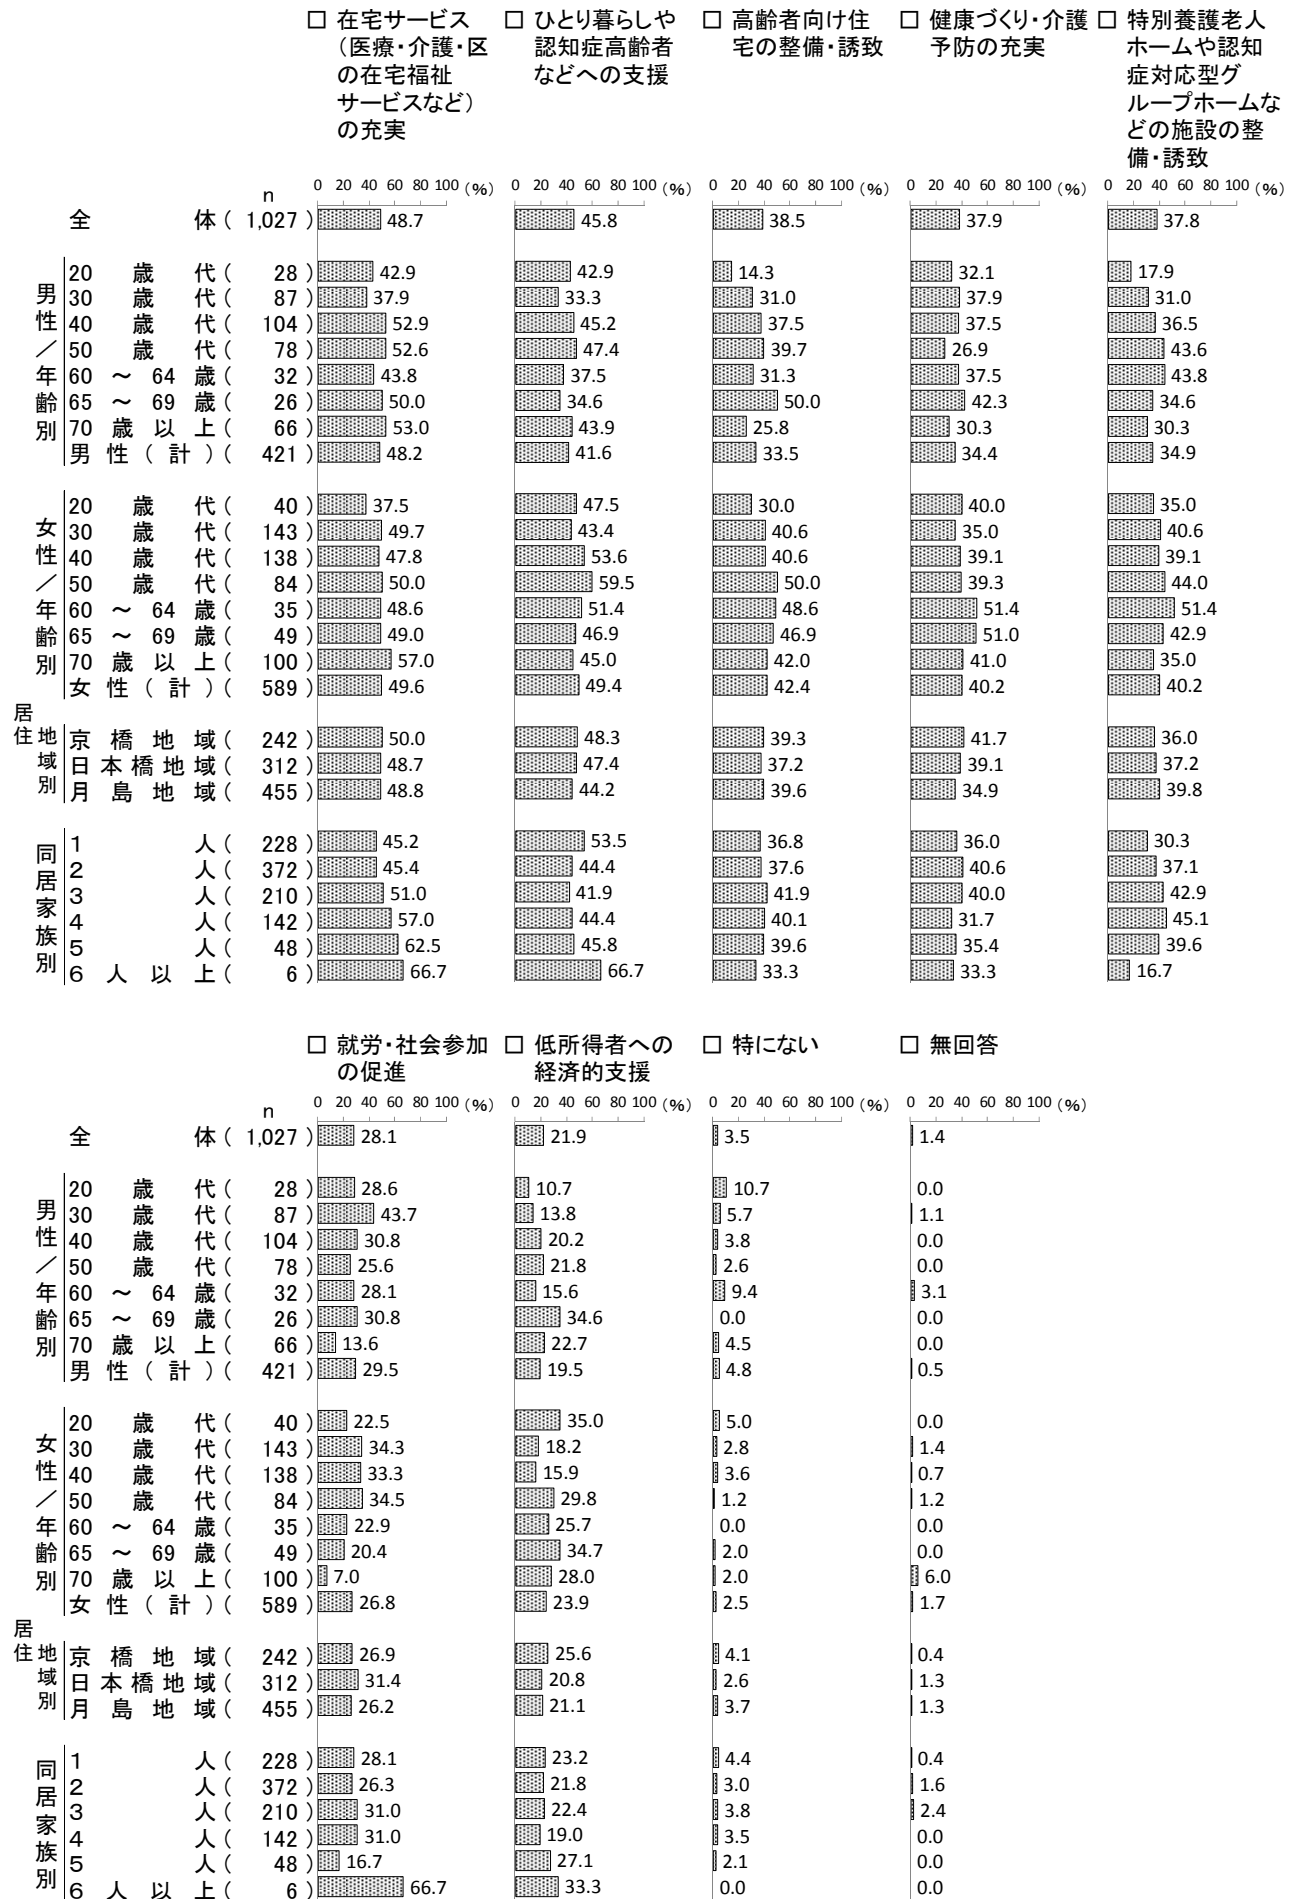 □ 在宅サービス（医療・介護・区の在宅福祉サービスなど）の充実
□ ひとり暮らしや認知症高齢者などへの支援
□ 高齢者向け住宅の整備・誘致
□ 健康づくり・介護予防の充実
□ 特別養護老人ホームや認知症対応型グループホームなどの施設の整備・誘致
n 0 20 40 60 80 100 (%) 0 20 40 60 80 100 (%) 0 20 40 60 80 100 (%) 0 20 40 60 80 100 (%) 0 20 40 60 80 100 (%)
全体( 1,027 ) 48.7 45.8 38.5 37.9 37.8
男性／年齢別
20歳代( 28 ) 42.9 42.9 14.3 32.1 17.9
30歳代( 87 ) 37.9 33.3 31.0 37.9 31.0
40歳代( 104 ) 52.9 45.2 37.5 37.5 36.5
50歳代( 78 ) 52.6 47.4 39.7 26.9 43.6
60～64歳( 32 ) 43.8 37.5 31.3 37.5 43.8
65～69歳( 26 ) 50.0 34.6 50.0 42.3 34.6
70歳以上( 66 ) 53.0 43.9 25.8 30.3 30.3
男性(計)( 421 ) 48.2 41.6 33.5 34.4 34.9
女性／年齢別
20歳代( 40 ) 37.5 47.5 30.0 40.0 35.0
30歳代( 143 ) 49.7 43.4 40.6 35.0 40.6
40歳代( 138 ) 47.8 53.6 40.6 39.1 39.1
50歳代( 84 ) 50.0 59.5 50.0 39.3 44.0
60～64歳( 35 ) 48.6 51.4 48.6 51.4 51.4
65～69歳( 49 ) 49.0 46.9 46.9 51.0 42.9
70歳以上( 100 ) 57.0 45.0 42.0 41.0 35.0
女性(計)( 589 ) 49.6 49.4 42.4 40.2 40.2
居住地域別
京橋地域( 242 ) 50.0 48.3 39.3 41.7 36.0
日本橋地域( 312 ) 48.7 47.4 37.2 39.1 37.2
月島地域( 455 ) 48.8 44.2 39.6 34.9 39.8
同居家族別
1人( 228 ) 45.2 53.5 36.8 36.0 30.3
2人( 372 ) 45.4 44.4 37.6 40.6 37.1
3人( 210 ) 51.0 41.9 41.9 40.0 42.9
4人( 142 ) 57.0 44.4 40.1 31.7 45.1
5人( 48 ) 62.5 45.8 39.6 35.4 39.6
6人以上( 6 ) 66.7 66.7 33.3 33.3 16.7
□ 就労・社会参加の促進
□ 低所得者への経済的支援
□ 特にない
□ 無回答
n 0 20 40 60 80 100 (%) 0 20 40 60 80 100 (%) 0 20 40 60 80 100 (%) 0 20 40 60 80 100 (%)
全体( 1,027 ) 28.1 21.9 3.5 1.4
男性／年齢別
20歳代( 28 ) 28.6 10.7 10.7 0.0
30歳代( 87 ) 43.7 13.8 5.7 1.1
40歳代( 104 ) 30.8 20.2 3.8 0.0
50歳代( 78 ) 25.6 21.8 2.6 0.0
60～64歳( 32 ) 28.1 15.6 9.4 3.1
65～69歳( 26 ) 30.8 34.6 0.0 0.0
70歳以上( 66 ) 13.6 22.7 4.5 0.0
男性(計)( 421 ) 29.5 19.5 4.8 0.5
女性／年齢別
20歳代( 40 ) 22.5 35.0 5.0 0.0
30歳代( 143 ) 34.3 18.2 2.8 1.4
40歳代( 138 ) 33.3 15.9 3.6 0.7
50歳代( 84 ) 34.5 29.8 1.2 1.2
60～64歳( 35 ) 22.9 25.7 0.0 0.0
65～69歳( 49 ) 20.4 34.7 2.0 0.0
70歳以上( 100 ) 7.0 28.0 2.0 6.0
女性(計)( 589 ) 26.8 23.9 2.5 1.7
居住地域別
京橋地域( 242 ) 26.9 25.6 4.1 0.4
日本橋地域( 312 ) 31.4 20.8 2.6 1.3
月島地域( 455 ) 26.2 21.1 3.7 1.3
同居家族別
1人( 228 ) 28.1 23.2 4.4 0.4
2人( 372 ) 26.3 21.8 3.0 1.6
3人( 210 ) 31.0 22.4 3.8 2.4
4人( 142 ) 31.0 19.0 3.5 0.0
5人( 48 ) 16.7 27.1 2.1 0.0
6人以上( 6 ) 66.7 33.3 0.0 0.0